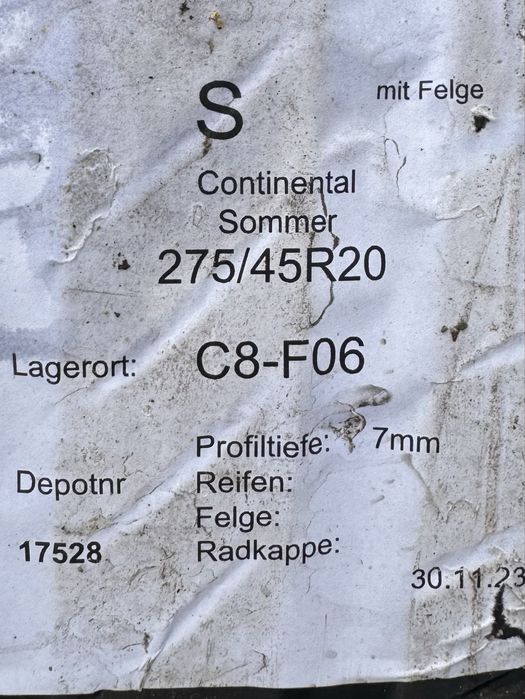 S
mit Felge
Continental
Sommer
275/45R20
Lagerort: C8-F06
Profiltiefe: 7mm
Depotnr Reifen:
Felge:
17528 Radkappe:
30.11.23